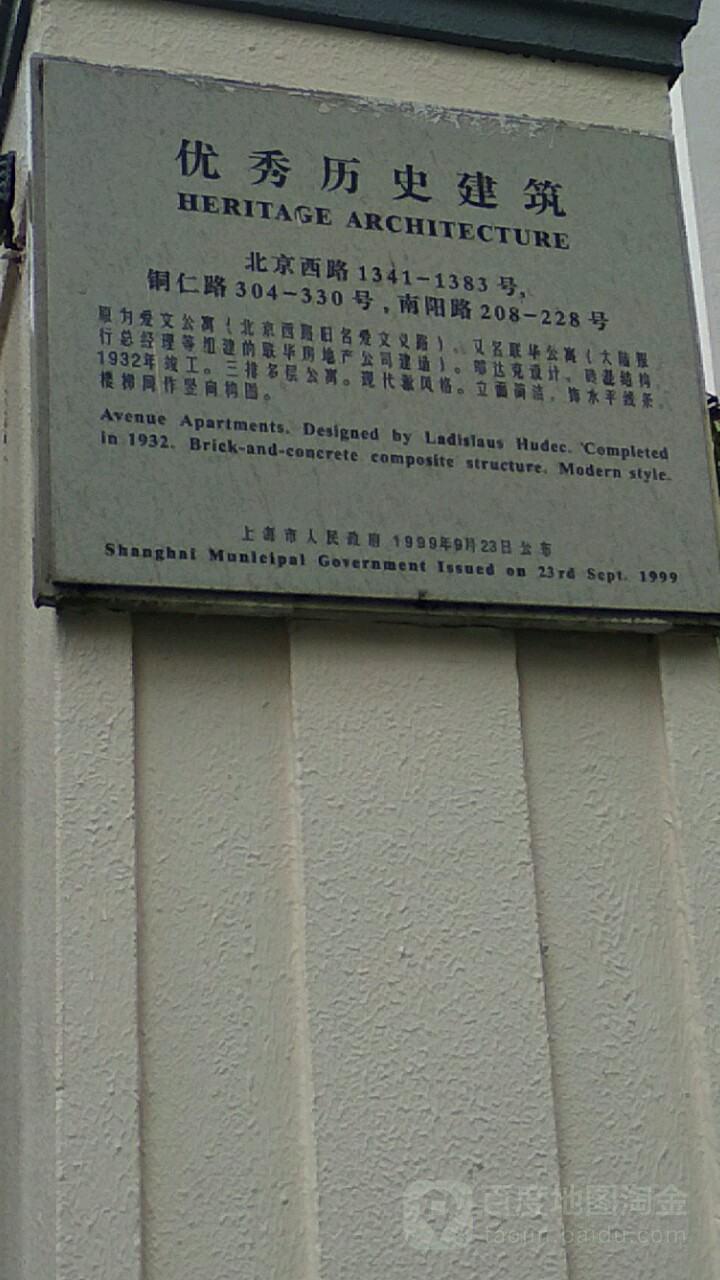 优秀历史建筑
HERITAGE ARCHITECTURE
北京西路1341-1383号,
铜仁路304-330号,南阳路208-228号
原为爱文公寓(北京西路旧名爱文义路)、又名联华公寓(大陆银
行总经理等组建的联华房地产公司建造)。邬达克设计、砖混结构,
1932年竣工。三排多层公寓。现代派风格。立面简洁,饰水平线条,
楼梯间作竖向构图。
Avenue Apartments. Designed by Ladislaus Hudec. Completed
in 1932. Brick-and-concrete composite structure. Modern style.
上海市人民政府 1999年9月23日公布
Shanghai Municipal Government Issued on 23rd Sept. 1999
百度地图淘金
taojin.baidu.com